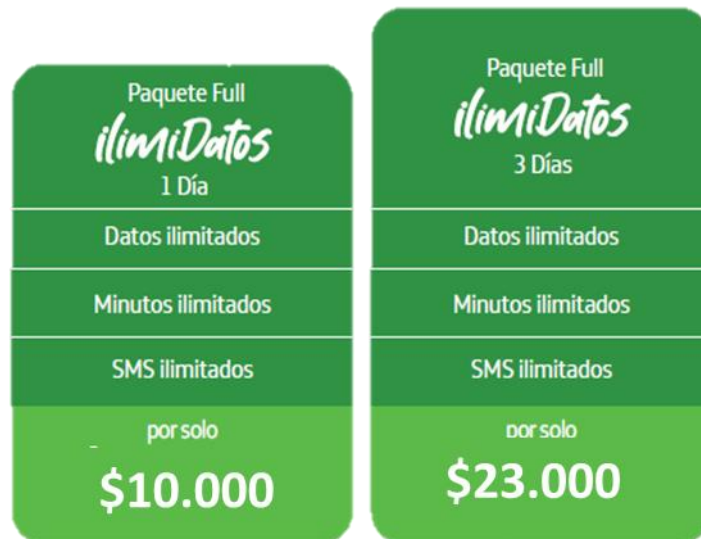 Paquete Full
ilimiDatos
1 Día
Datos ilimitados
Minutos ilimitados
SMS ilimitados
por solo
$10.000
Paquete Full
ilimiDatos
3 Días
Datos ilimitados
Minutos ilimitados
SMS ilimitados
por solo
$23.000